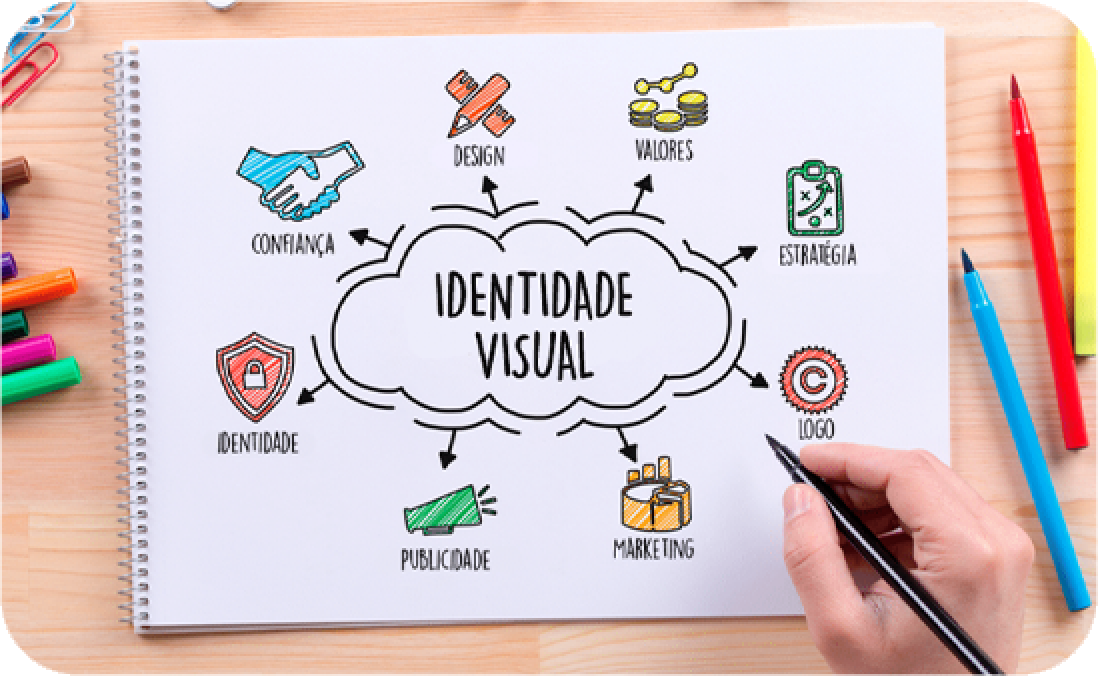 DESIGN
VALORES
CONFIANÇA
ESTRATÉGIA
IDENTIDADE
VISUAL
IDENTIDADE
LOGO
PUBLICIDADE
MARKETING